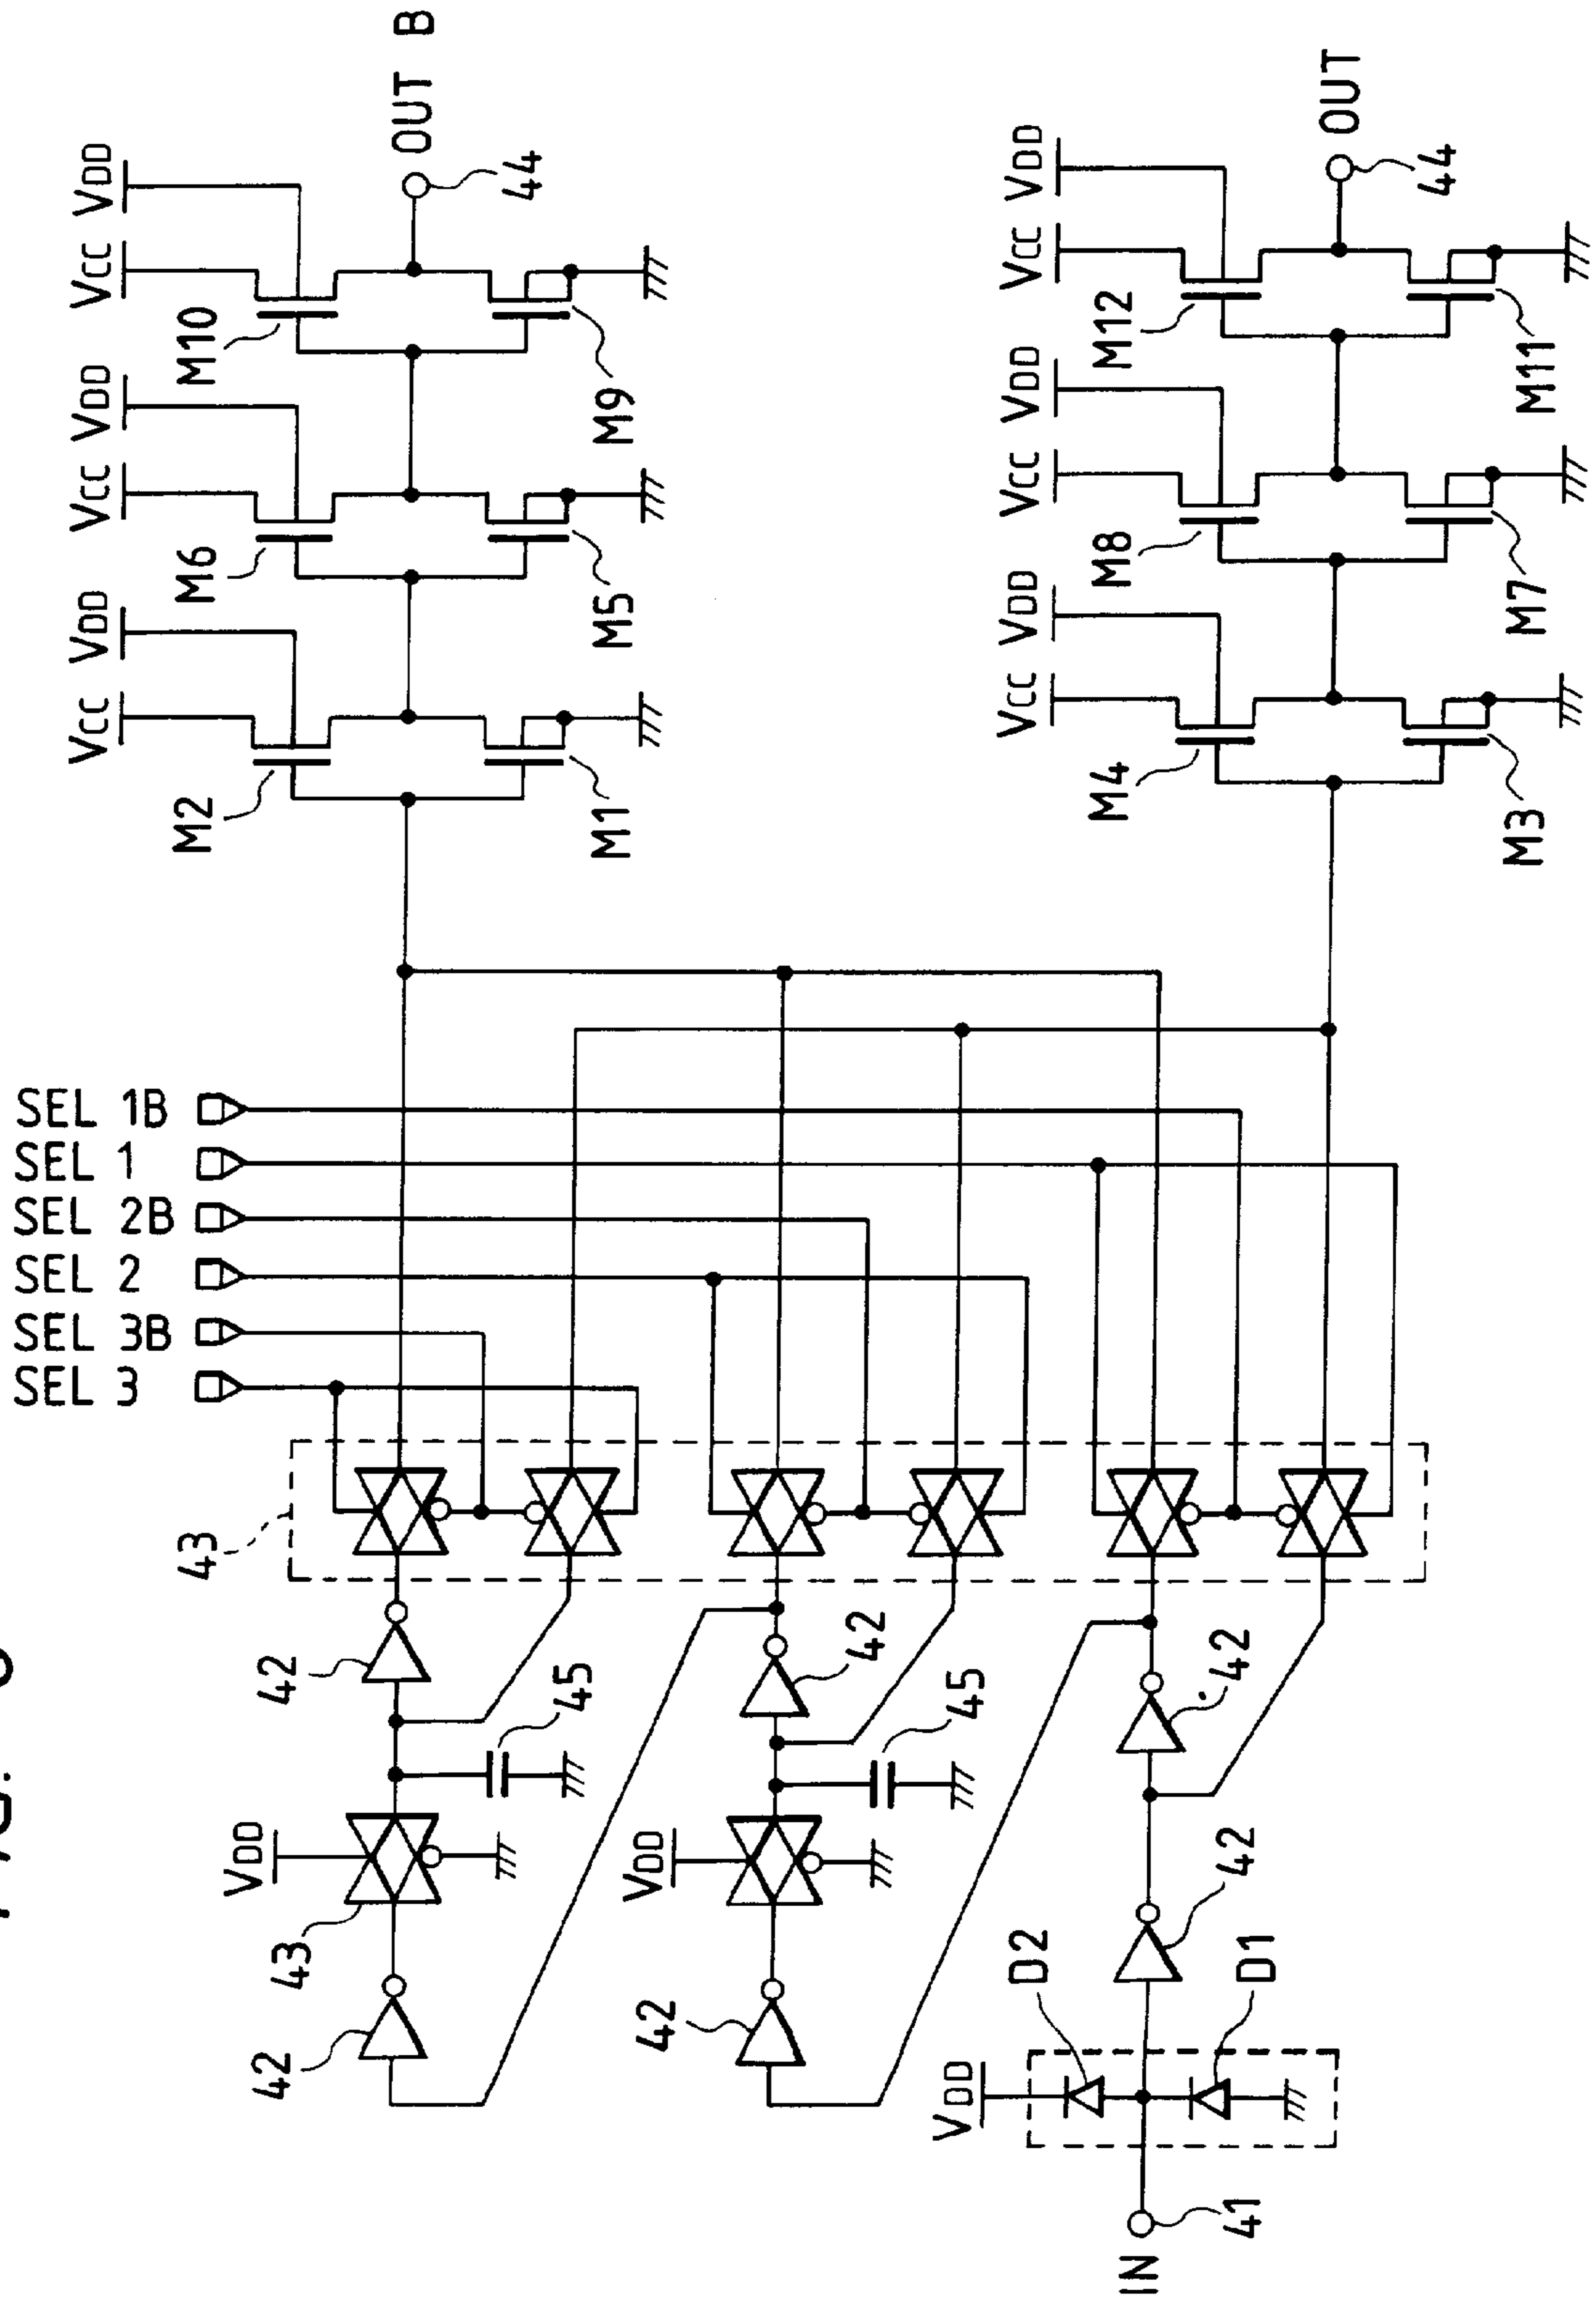 SEL 1B
SEL 1
SEL 2B
SEL 2
SEL 3B
SEL 3
VCC
VDD
M10
VCC
VDD
M6
VCC
VDD
M2
OUT B
44
M9
M5
M1
VCC
VDD
M12
VCC
VDD
M8
VCC
VDD
M4
OUT
44
M11
M7
M3
43
42
45
VDD
43
42
42
45
VDD
42
42
42
D2
D1
VDD
41
IN